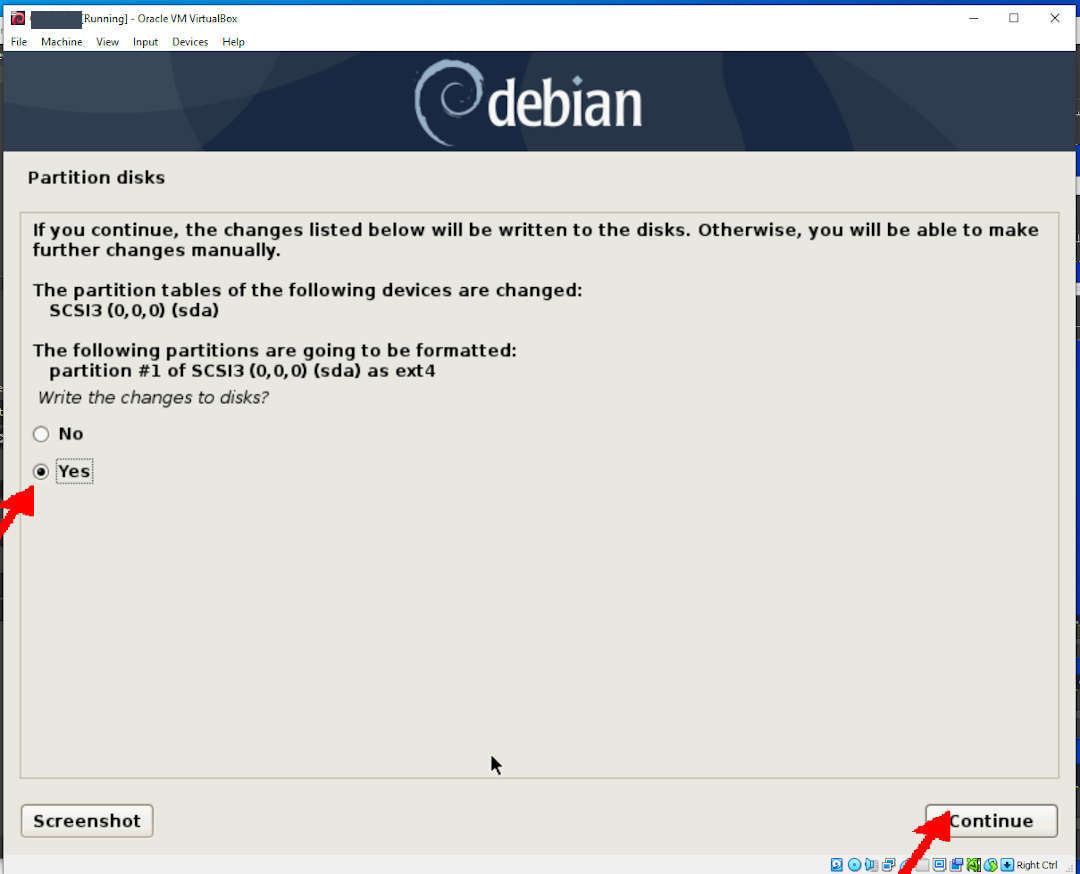 [Running] - Oracle VM VirtualBox
File Machine View Input Devices Help
debian
Partition disks
If you continue, the changes listed below will be written to the disks. Otherwise, you will be able to make
further changes manually.
The partition tables of the following devices are changed:
SCSI3 (0,0,0) (sda)
The following partitions are going to be formatted:
partition #1 of SCSI3 (0,0,0) (sda) as ext4
Write the changes to disks?
No
Yes
Screenshot
Continue
Right Ctrl